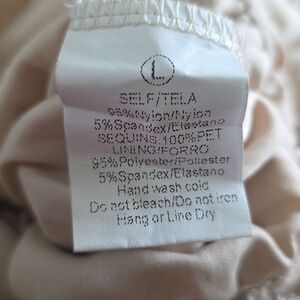 L
SELF/TELA
95%Nylon/Nylon
5%Spandex/Elastano
SEQUINS:100%PET
LINING/FORRO
95%Polyester/Poliester
5%Spandex/Elastano
Hand wash cold
Do not bleach/Do not iron
Hang or Line Dry